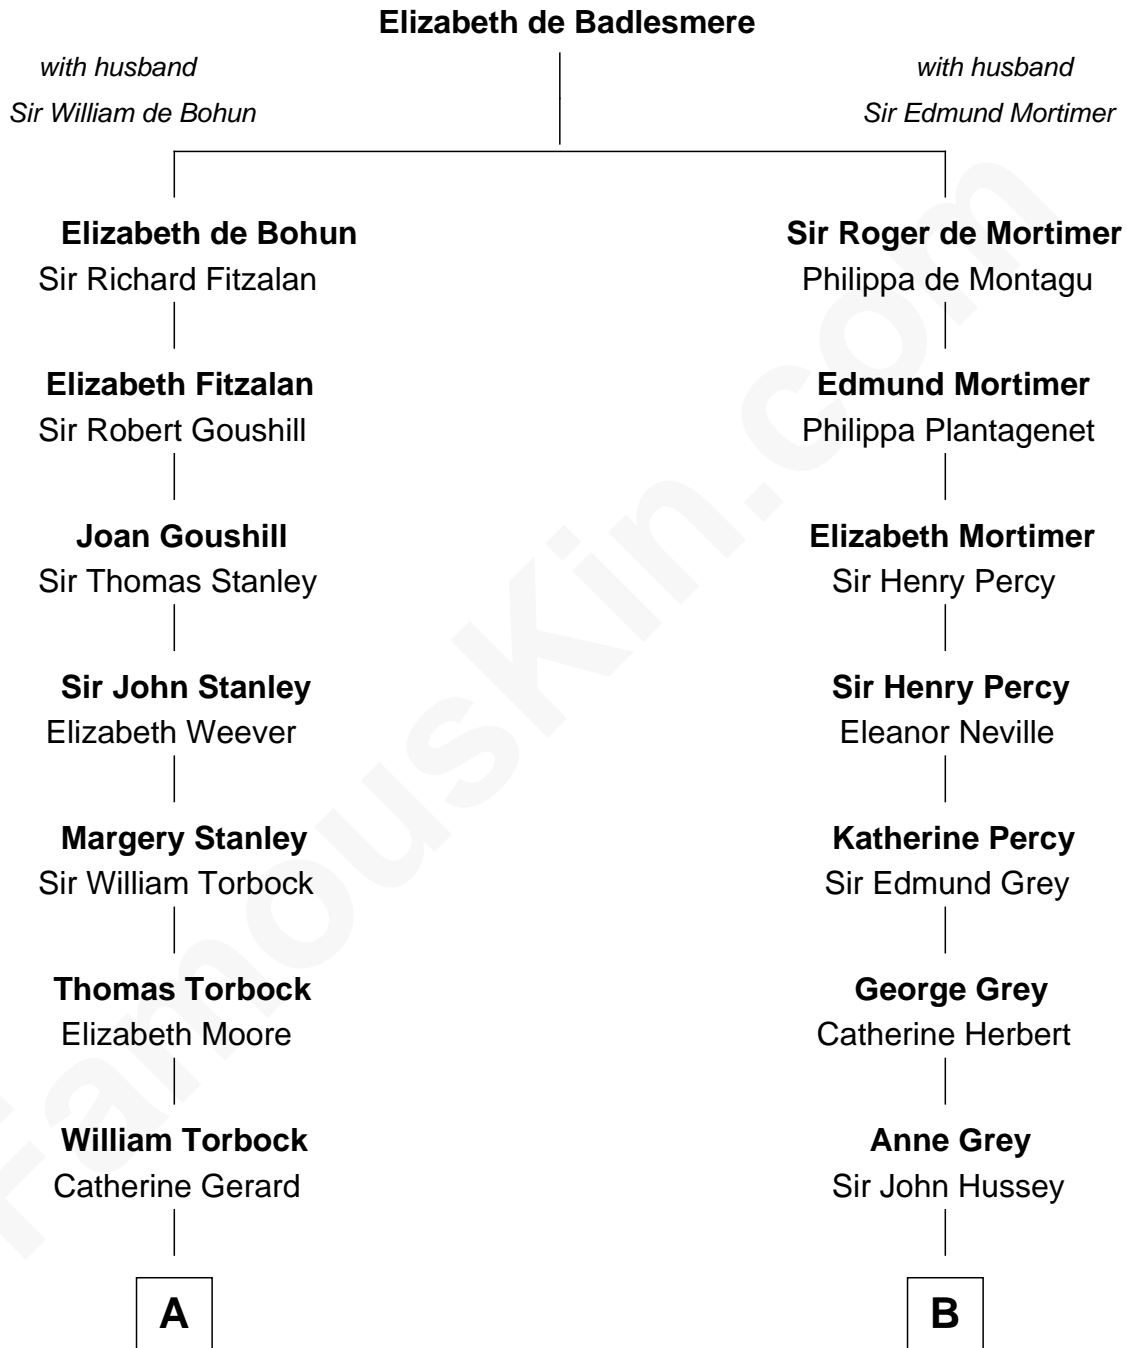 Elizabeth de Badlesmere
with husband
Sir William de Bohun
with husband
Sir Edmund Mortimer
Elizabeth de Bohun
Sir Richard Fitzalan
Sir Roger de Mortimer
Philippa de Montagu
Elizabeth Fitzalan
Sir Robert Goushill
Edmund Mortimer
Philippa Plantagenet
Joan Goushill
Sir Thomas Stanley
Elizabeth Mortimer
Sir Henry Percy
Sir John Stanley
Elizabeth Weever
Sir Henry Percy
Eleanor Neville
Margery Stanley
Sir William Torbock
Katherine Percy
Sir Edmund Grey
Thomas Torbock
Elizabeth Moore
George Grey
Catherine Herbert
William Torbock
Catherine Gerard
Anne Grey
Sir John Hussey
A
B
FamousKin.com